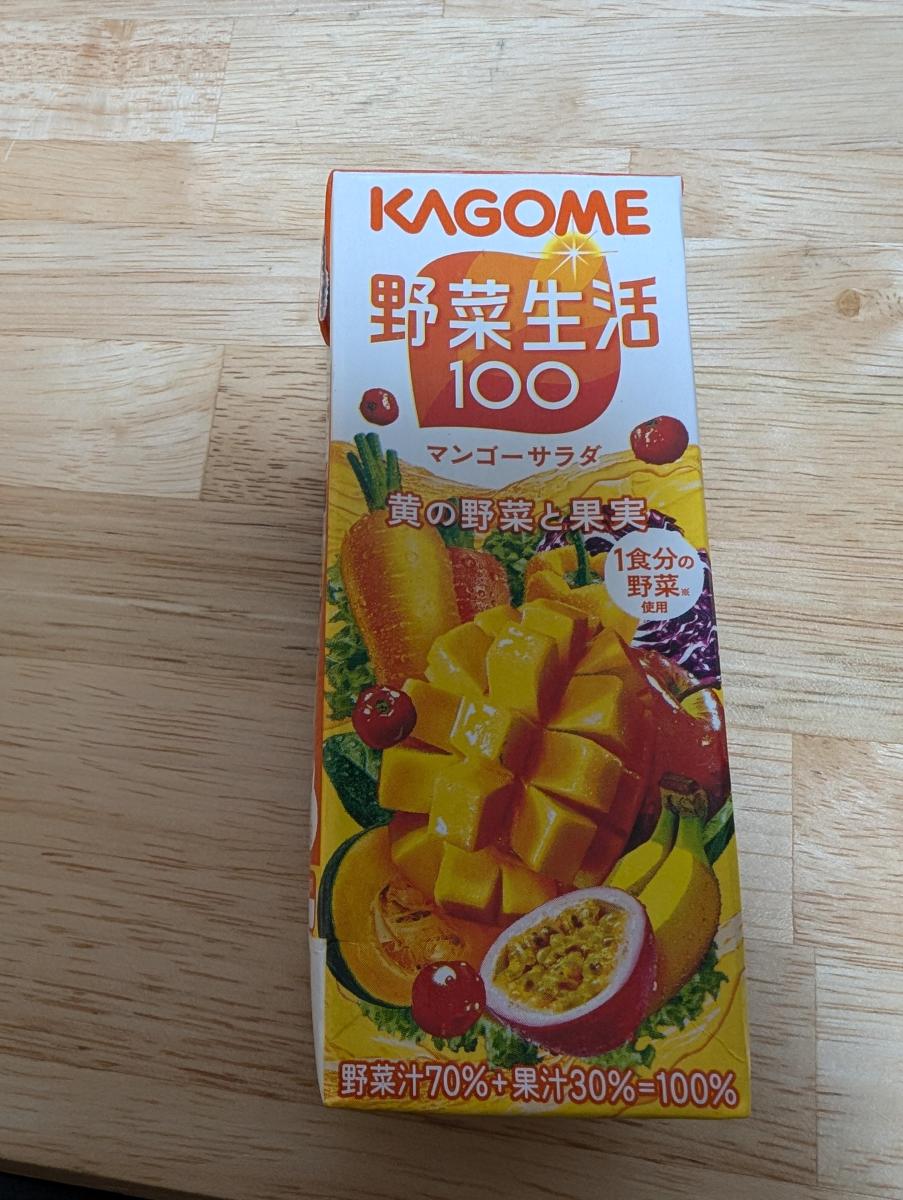 KAGOME
野菜生活
100
マンゴーサラダ
黄の野菜と果実
1食分の
野菜※
使用
野菜汁70%+果汁30%=100%